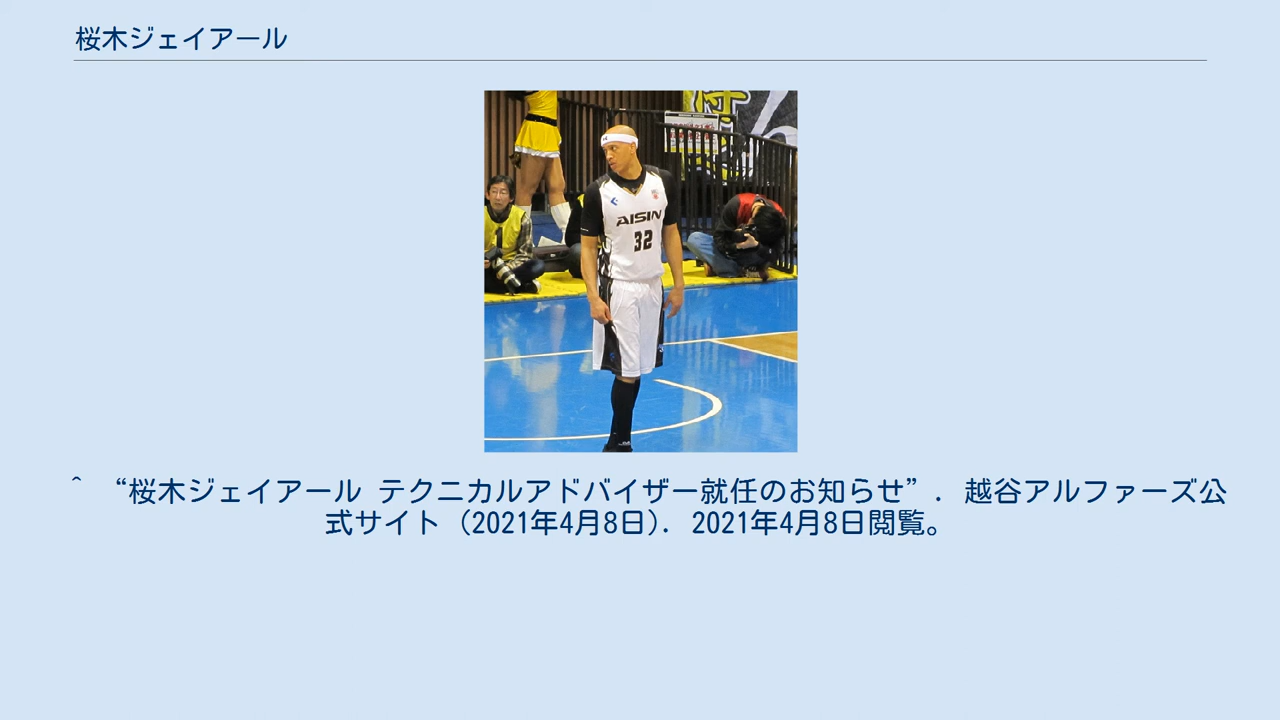 桜木ジェイアール
AISIN
32
^ “桜木ジェイアール テクニカルアドバイザー就任のお知らせ”. 越谷アルファーズ公
式サイト (2021年4月8日). 2021年4月8日閲覧。